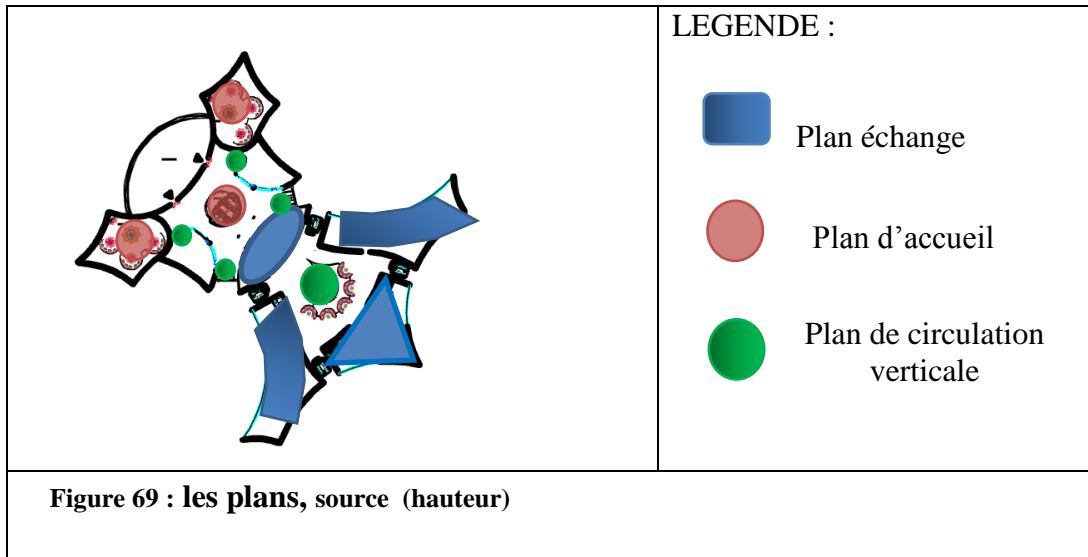 LEGENDE :
Plan échange
Plan d'accueil
Plan de circulation
verticale
Figure 69 : les plans, source (hauteur)